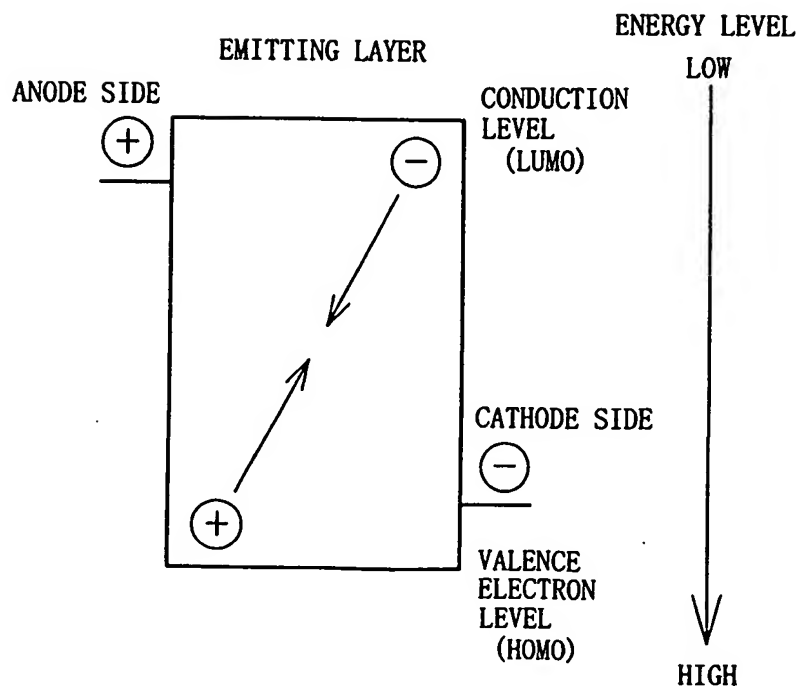 ENERGY LEVEL
LOW
EMITTING LAYER
ANODE SIDE
+
CONDUCTION
LEVEL
(LUMO)
−
CATHODE SIDE
−
+
VALENCE
ELECTRON
LEVEL
(HOMO)
HIGH